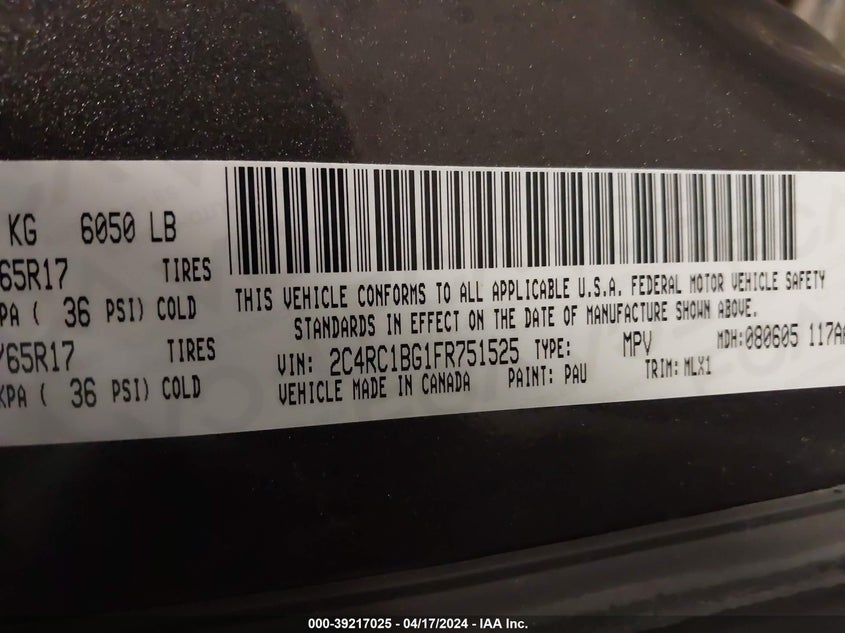 KG 6050 LB
65R17 TIRES
PA ( 36 PSI) COLD
/65R17 TIRES
KPA ( 36 PSI) COLD
THIS VEHICLE CONFORMS TO ALL APPLICABLE U.S.A. FEDERAL MOTOR VEHICLE SAFETY
STANDARDS IN EFFECT ON THE DATE OF MANUFACTURE SHOWN ABOVE.
VIN: 2C4RC1BG1FR751525 TYPE: MPV MDH:080605 117AA
VEHICLE MADE IN CANADA PAINT: PAU TRIM: MLX1
000-39217025 - 04/17/2024 - IAA Inc.